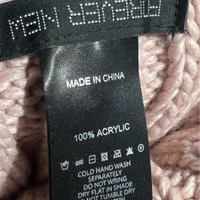 FOREVER NEW
MADE IN CHINA
100% ACRYLIC
COLD HAND WASH
SEPARATELY
DO NOT WRING
DRY FLAT IN SHADE
DO NOT TUMBLE DRY